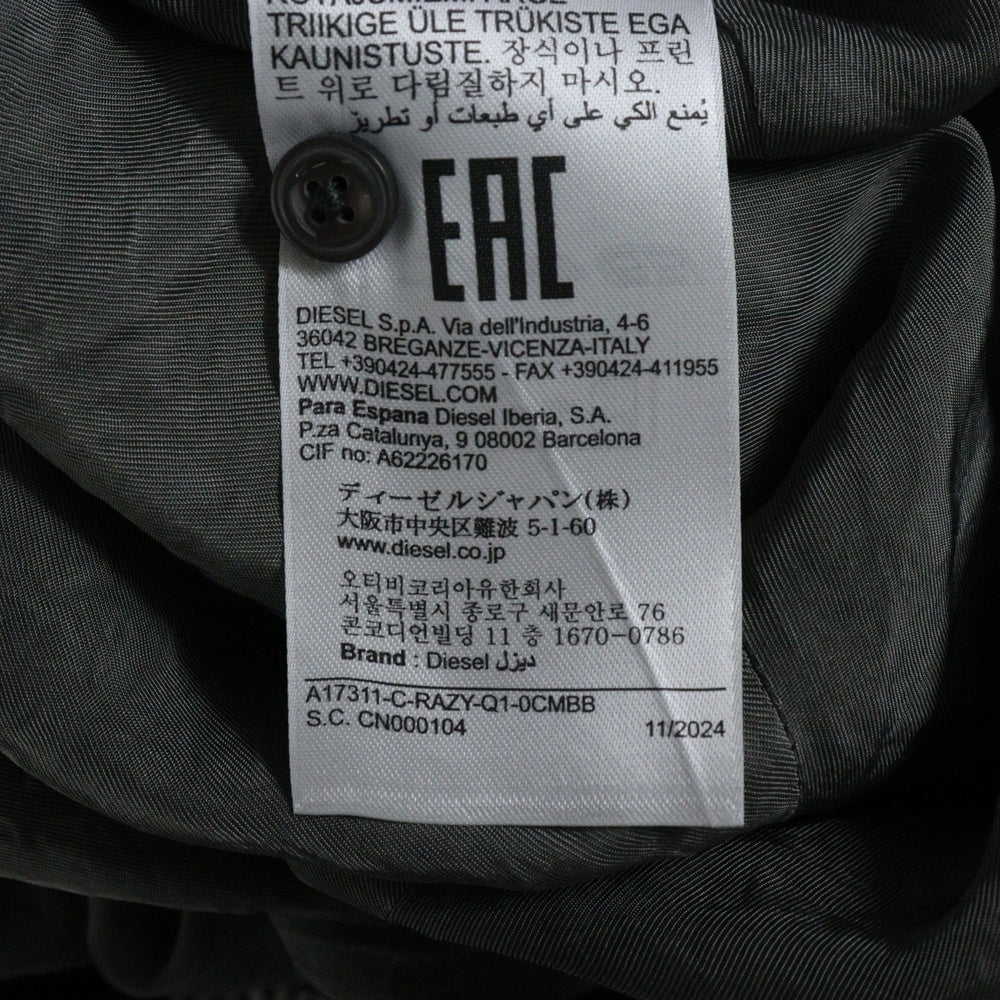 TRIIKIGE ÜLE TRÜKISTE EGA
KAUNISTUSTE. 장식이나 프린
트 위로 다림질하지 마시오.
يُمنع الكي على أي طبعات أو تطريز
EAC
DIESEL S.p.A. Via dell'Industria, 4-6
36042 BREGANZE-VICENZA-ITALY
TEL +390424-477555 - FAX +390424-411955
WWW.DIESEL.COM
Para Espana Diesel Iberia, S.A.
P.za Catalunya, 9 08002 Barcelona
CIF no: A62226170
ディーゼルジャパン(株)
大阪市中央区難波 5-1-60
www.diesel.co.jp
오티비코리아유한회사
서울특별시 종로구 새문안로 76
콘코디언빌딩 11 층 1670-0786
Brand : Diesel ديزل
A17311-C-RAZY-Q1-0CMBB
S.C. CN000104
11/2024